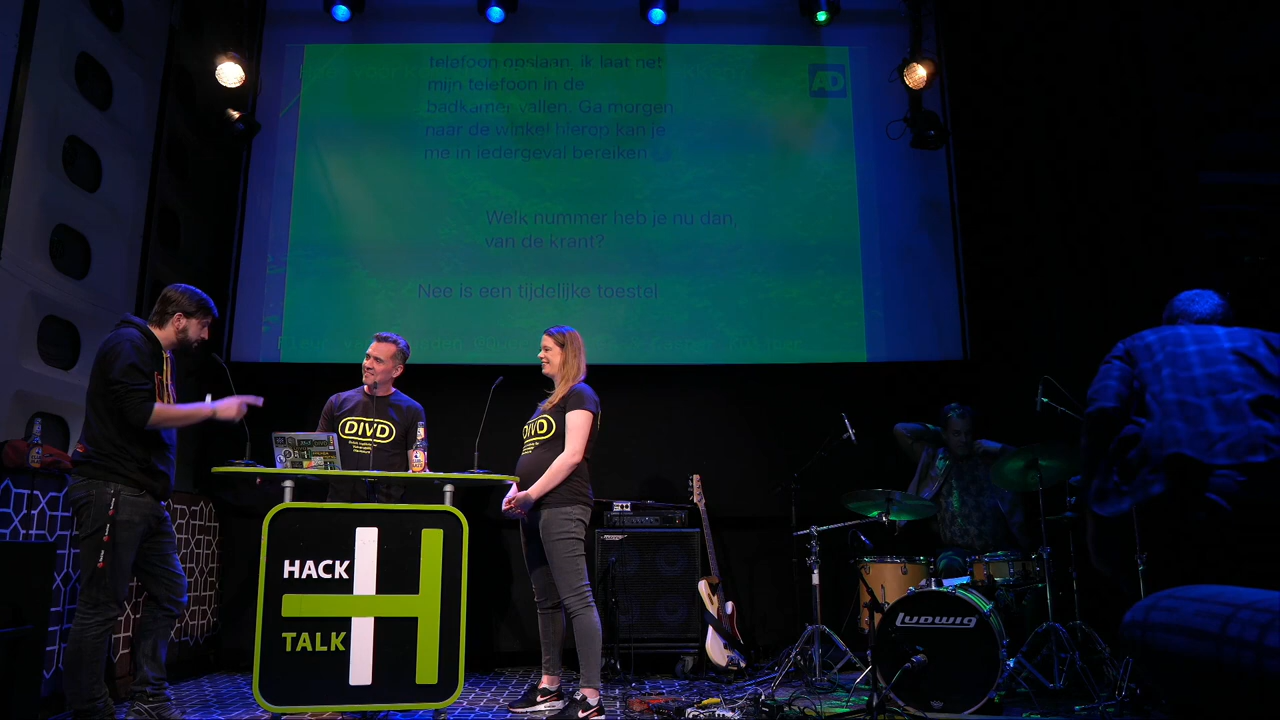 telefoon opslaan. Ik laat net
mijn telefoon in de
badkamer vallen. Ga morgen
naar de winkel hierop kan je
me in iedergeval bereiken
AD
Welk nummer heb je nu dan,
van de krant?
Nee is een tijdelijke toestel
DIVD
DIVD
HACK
TALK
LUDWIG